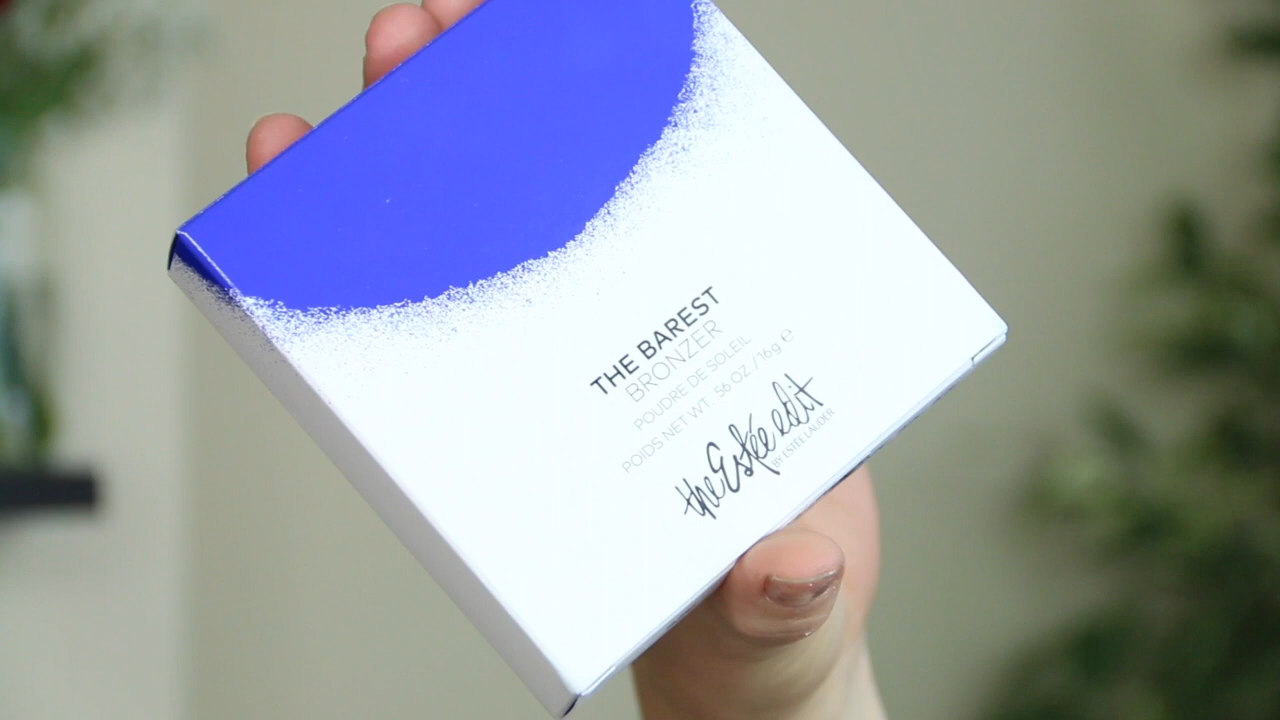 THE BAREST
BRONZER
POUDRE DE SOLEIL
POIDS NET WT .56 OZ / 16g ℮
the Estée edit
BY ESTĒE LAUDER